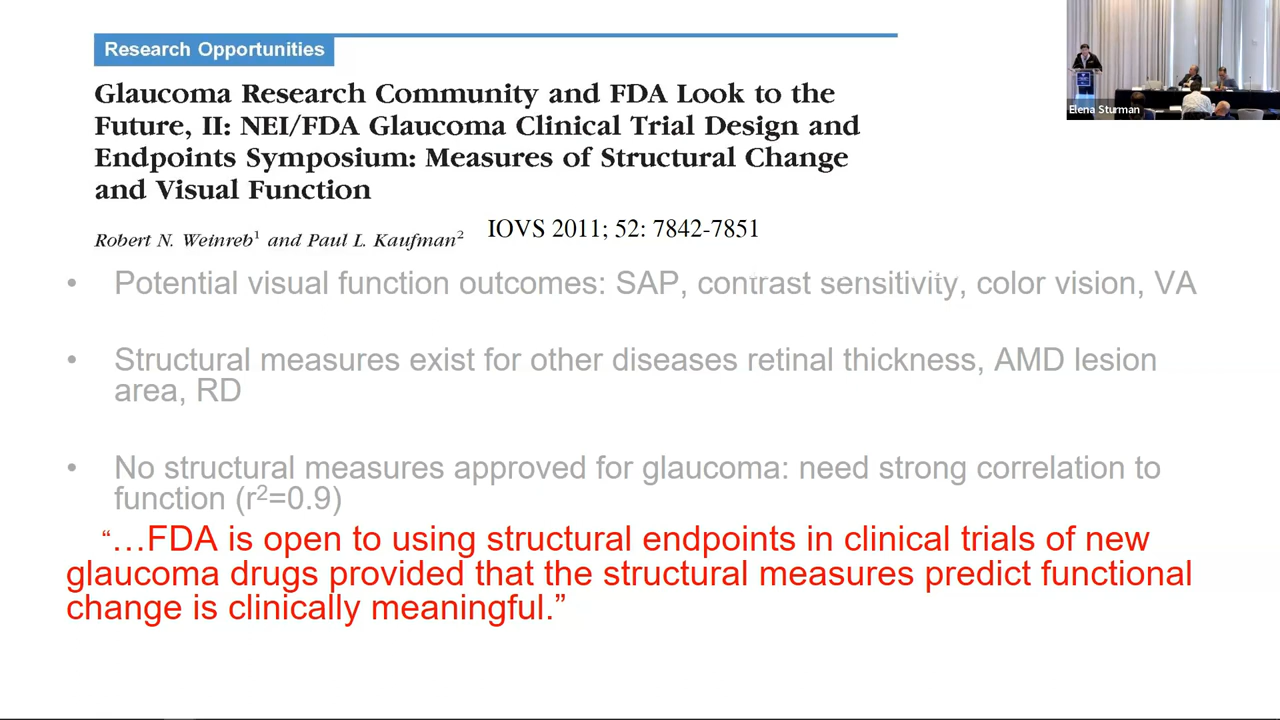 Research Opportunities
Elena Sturman
Glaucoma Research Community and FDA Look to the
Future, II: NEI/FDA Glaucoma Clinical Trial Design and
Endpoints Symposium: Measures of Structural Change
and Visual Function
Robert N. Weinreb¹ and Paul L. Kaufman² IOVS 2011; 52: 7842-7851
• Potential visual function outcomes: SAP, contrast sensitivity, color vision, VA
• Structural measures exist for other diseases retinal thickness, AMD lesion
area, RD
• No structural measures approved for glaucoma: need strong correlation to
function (r²=0.9)
“…FDA is open to using structural endpoints in clinical trials of new
glaucoma drugs provided that the structural measures predict functional
change is clinically meaningful.”